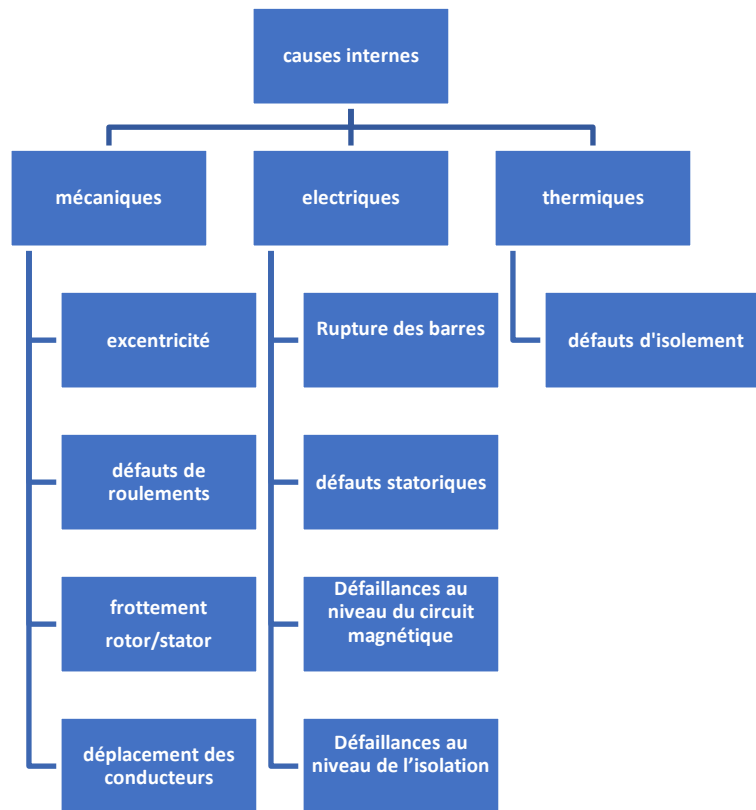 causes internes
mécaniques
electriques
thermiques
excentricité
Rupture des barres
défauts d'isolement
défauts de
roulements
défauts statoriques
frottement
rotor/stator
Défaillances au
niveau du circuit
magnétique
déplacement des
conducteurs
Défaillances au
niveau de l’isolation